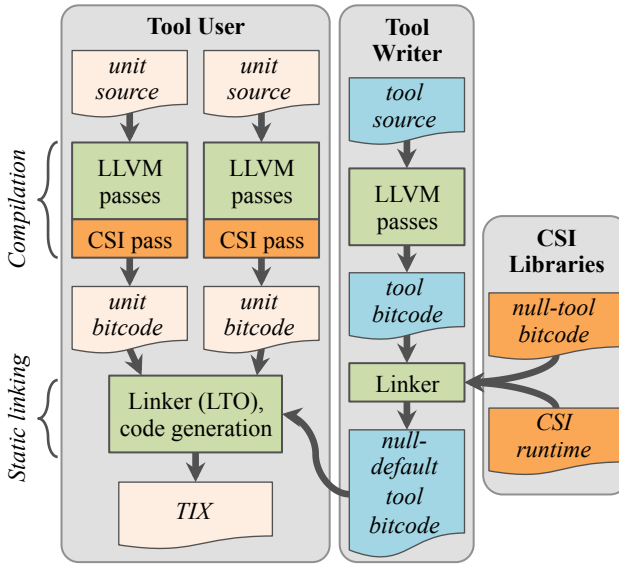 Tool User
unit
source
unit
source
LLVM
passes
CSI pass
LLVM
passes
CSI pass
unit
bitcode
unit
bitcode
Linker (LTO),
code generation
TIX
Compilation
Static linking
Tool
Writer
tool
source
LLVM
passes
tool
bitcode
Linker
null-
default
tool
bitcode
CSI
Libraries
null-tool
bitcode
CSI
runtime